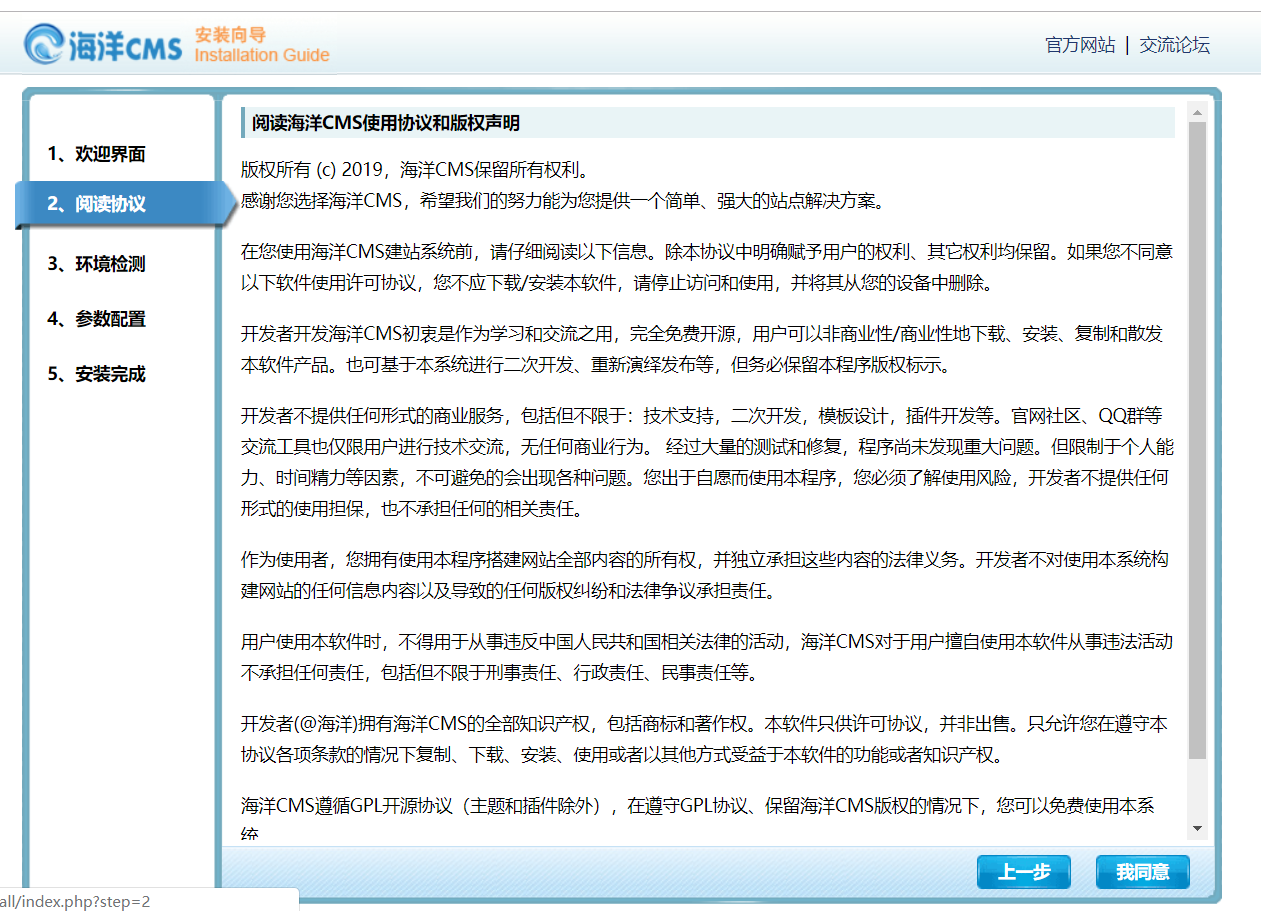 海洋CMS 安装向导
Installation Guide
官方网站 | 交流论坛
1、欢迎界面
2、阅读协议
3、环境检测
4、参数配置
5、安装完成
阅读海洋CMS使用协议和版权声明
版权所有 (c) 2019，海洋CMS保留所有权利。
感谢您选择海洋CMS，希望我们的努力能为您提供一个简单、强大的站点解决方案。
在您使用海洋CMS建站系统前，请仔细阅读以下信息。除本协议中明确赋予用户的权利、其它权利均保留。如果您不同意
以下软件使用许可协议，您不应下载/安装本软件，请停止访问和使用，并将其从您的设备中删除。
开发者开发海洋CMS初衷是作为学习和交流之用，完全免费开源，用户可以非商业性/商业性地下载、安装、复制和散发
本软件产品。也可基于本系统进行二次开发、重新演绎发布等，但务必保留本程序版权标示。
开发者不提供任何形式的商业服务，包括但不限于：技术支持，二次开发，模板设计，插件开发等。官网社区、QQ群等
交流工具也仅限用户进行技术交流，无任何商业行为。 经过大量的测试和修复，程序尚未发现重大问题。但限制于个人能
力、时间精力等因素，不可避免的会出现各种问题。您出于自愿而使用本程序，您必须了解使用风险，开发者不提供任何
形式的使用担保，也不承担任何的相关责任。
作为使用者，您拥有使用本程序搭建网站全部内容的所有权，并独立承担这些内容的法律义务。开发者不对使用本系统构
建网站的任何信息内容以及导致的任何版权纠纷和法律争议承担责任。
用户使用本软件时，不得用于从事违反中国人民共和国相关法律的活动，海洋CMS对于用户擅自使用本软件从事违法活动
不承担任何责任，包括但不限于刑事责任、行政责任、民事责任等。
开发者(@海洋)拥有海洋CMS的全部知识产权，包括商标和著作权。本软件只供许可协议，并非出售。只允许您在遵守本
协议各项条款的情况下复制、下载、安装、使用或者以其他方式受益于本软件的功能或者知识产权。
海洋CMS遵循GPL开源协议（主题和插件除外），在遵守GPL协议、保留海洋CMS版权的情况下，您可以免费使用本系
统
上一步 我同意
all/index.php?step=2